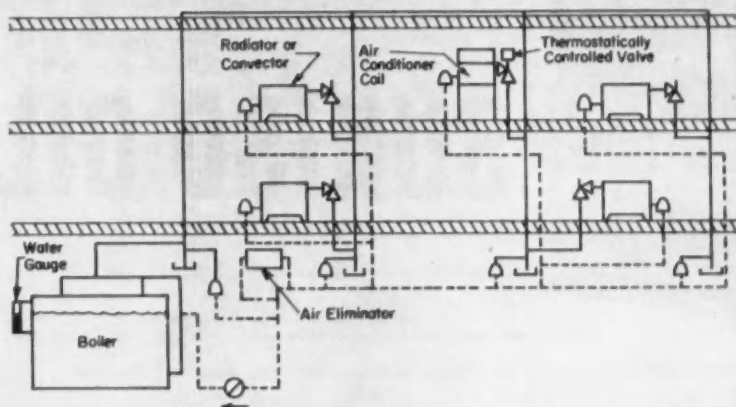 Radiator or
Convector
Air
Conditioner
Coil
Thermostatically
Controlled Valve
Water
Gauge
Air Eliminator
Boiler